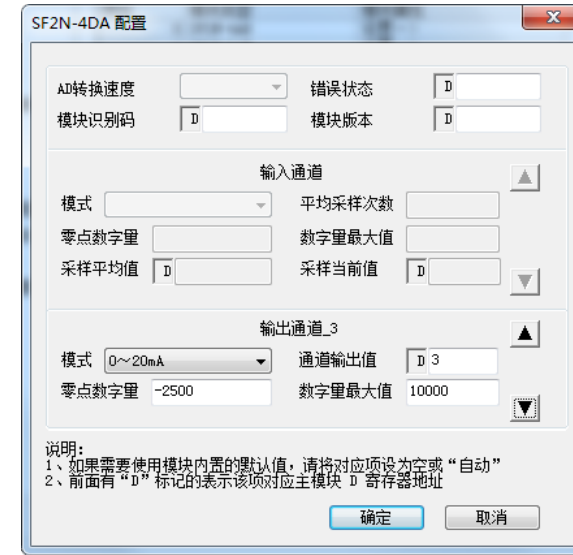 SF2N-4DA 配置
AD转换速度 错误状态 D
模块识别码 D 模块版本 D
输入通道
模式 平均采样次数
零点数字量 数字量最大值
采样平均值 D 采样当前值 D
输出通道_3
模式 0～20mA 通道输出值 D 3
零点数字量 -2500 数字量最大值 10000
说明:
1、如果需要使用模块内置的默认值，请将对应项设为空或“自动”
2、前面有“D”标记的表示该项对应主模块 D 寄存器地址
确定 取消